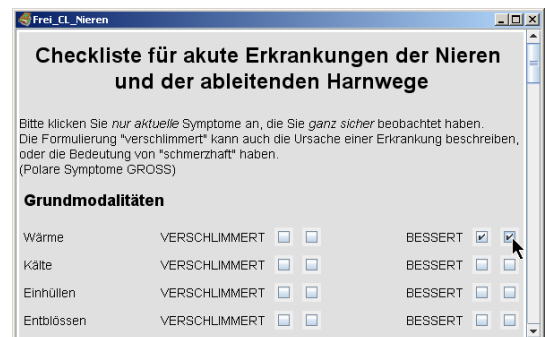 Frei_CL_Nieren
Checkliste für akute Erkrankungen der Nieren
und der ableitenden Harnwege
Bitte klicken Sie nur aktuelle Symptome an, die Sie ganz sicher beobachtet haben.
Die Formulierung "verschlimmert" kann auch die Ursache einer Erkrankung beschreiben,
oder die Bedeutung von "schmerzhaft" haben.
(Polare Symptome GROSS)
Grundmodalitäten
Wärme VERSCHLIMMERT BESSERT
Kälte VERSCHLIMMERT BESSERT
Einhüllen VERSCHLIMMERT BESSERT
Entblössen VERSCHLIMMERT BESSERT